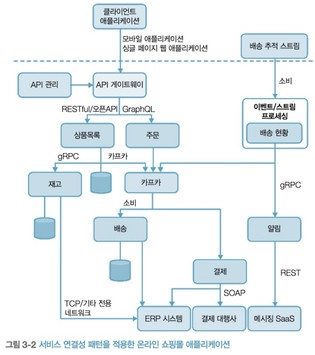 클라이언트
애플리케이션
모바일 애플리케이션
싱글 페이지 웹 애플리케이션
배송 추적 스트림
소비
API 관리
API 게이트웨이
이벤트/스트림
프로세싱
배송 현황
RESTful/오픈API
GraphQL
상품목록
주문
gRPC
카프카
gRPC
재고
카프카
소비
배송
알림
결제
REST
SOAP
TCP/기타 전용
네트워크
ERP 시스템
결제 대행사
메시징 SaaS
그림 3-2 서비스 연결성 패턴을 적용한 온라인 쇼핑몰 애플리케이션